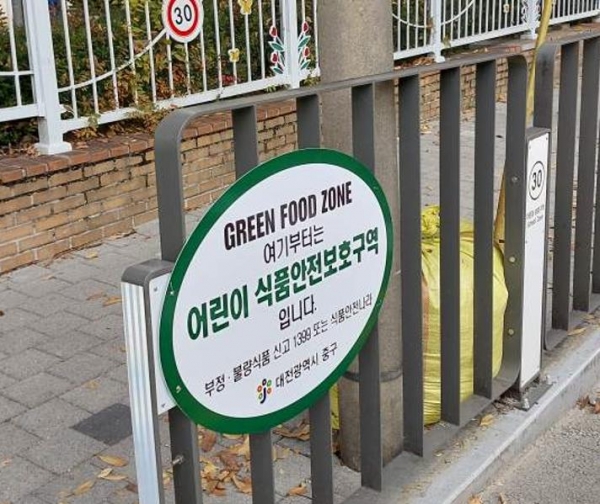 30
GREEN FOOD ZONE
여기부터는
어린이 식품안전보호구역
입니다.
부정·불량식품 신고 1399 또는 식품안전나라
대전광역시 중구
30